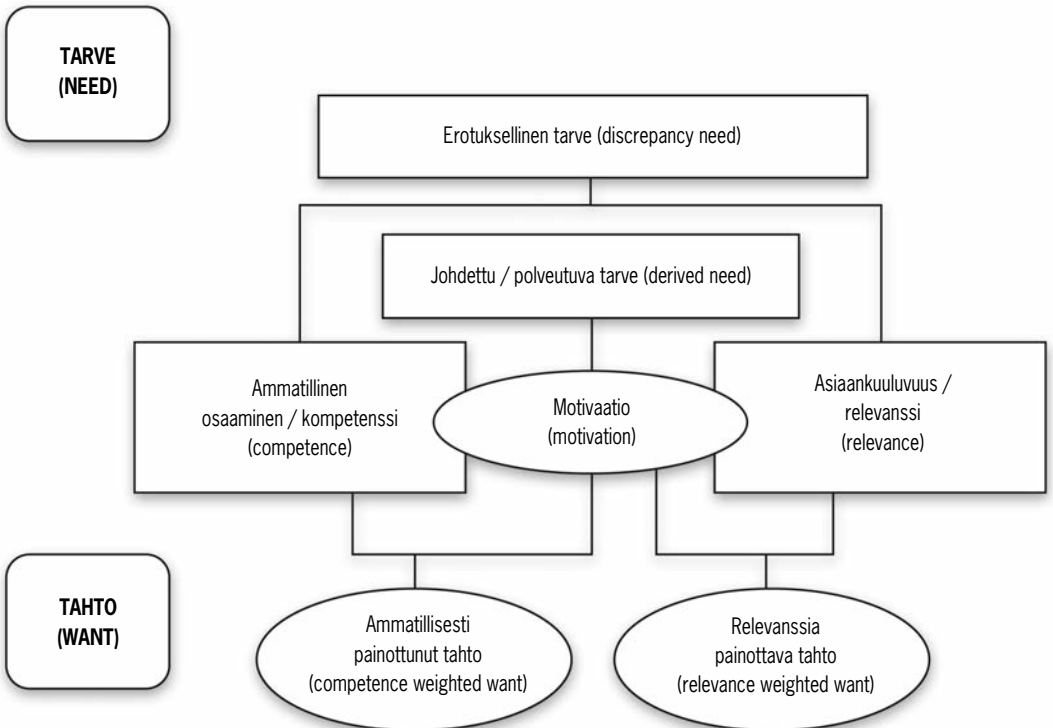 TARVE
(NEED)
Erotuksellinen tarve (discrepancy need)
Johdettu / polveutuva tarve (derived need)
Ammatillinen
osaaminen / kompetenssi
(competence)
Motivaatio
(motivation)
Asiaankuuluvuus /
relevanssi
(relevance)
TAHTO
(WANT)
Ammatillisesti
painottunut tahto
(competence weighted want)
Relevanssia
painottava tahto
(relevance weighted want)